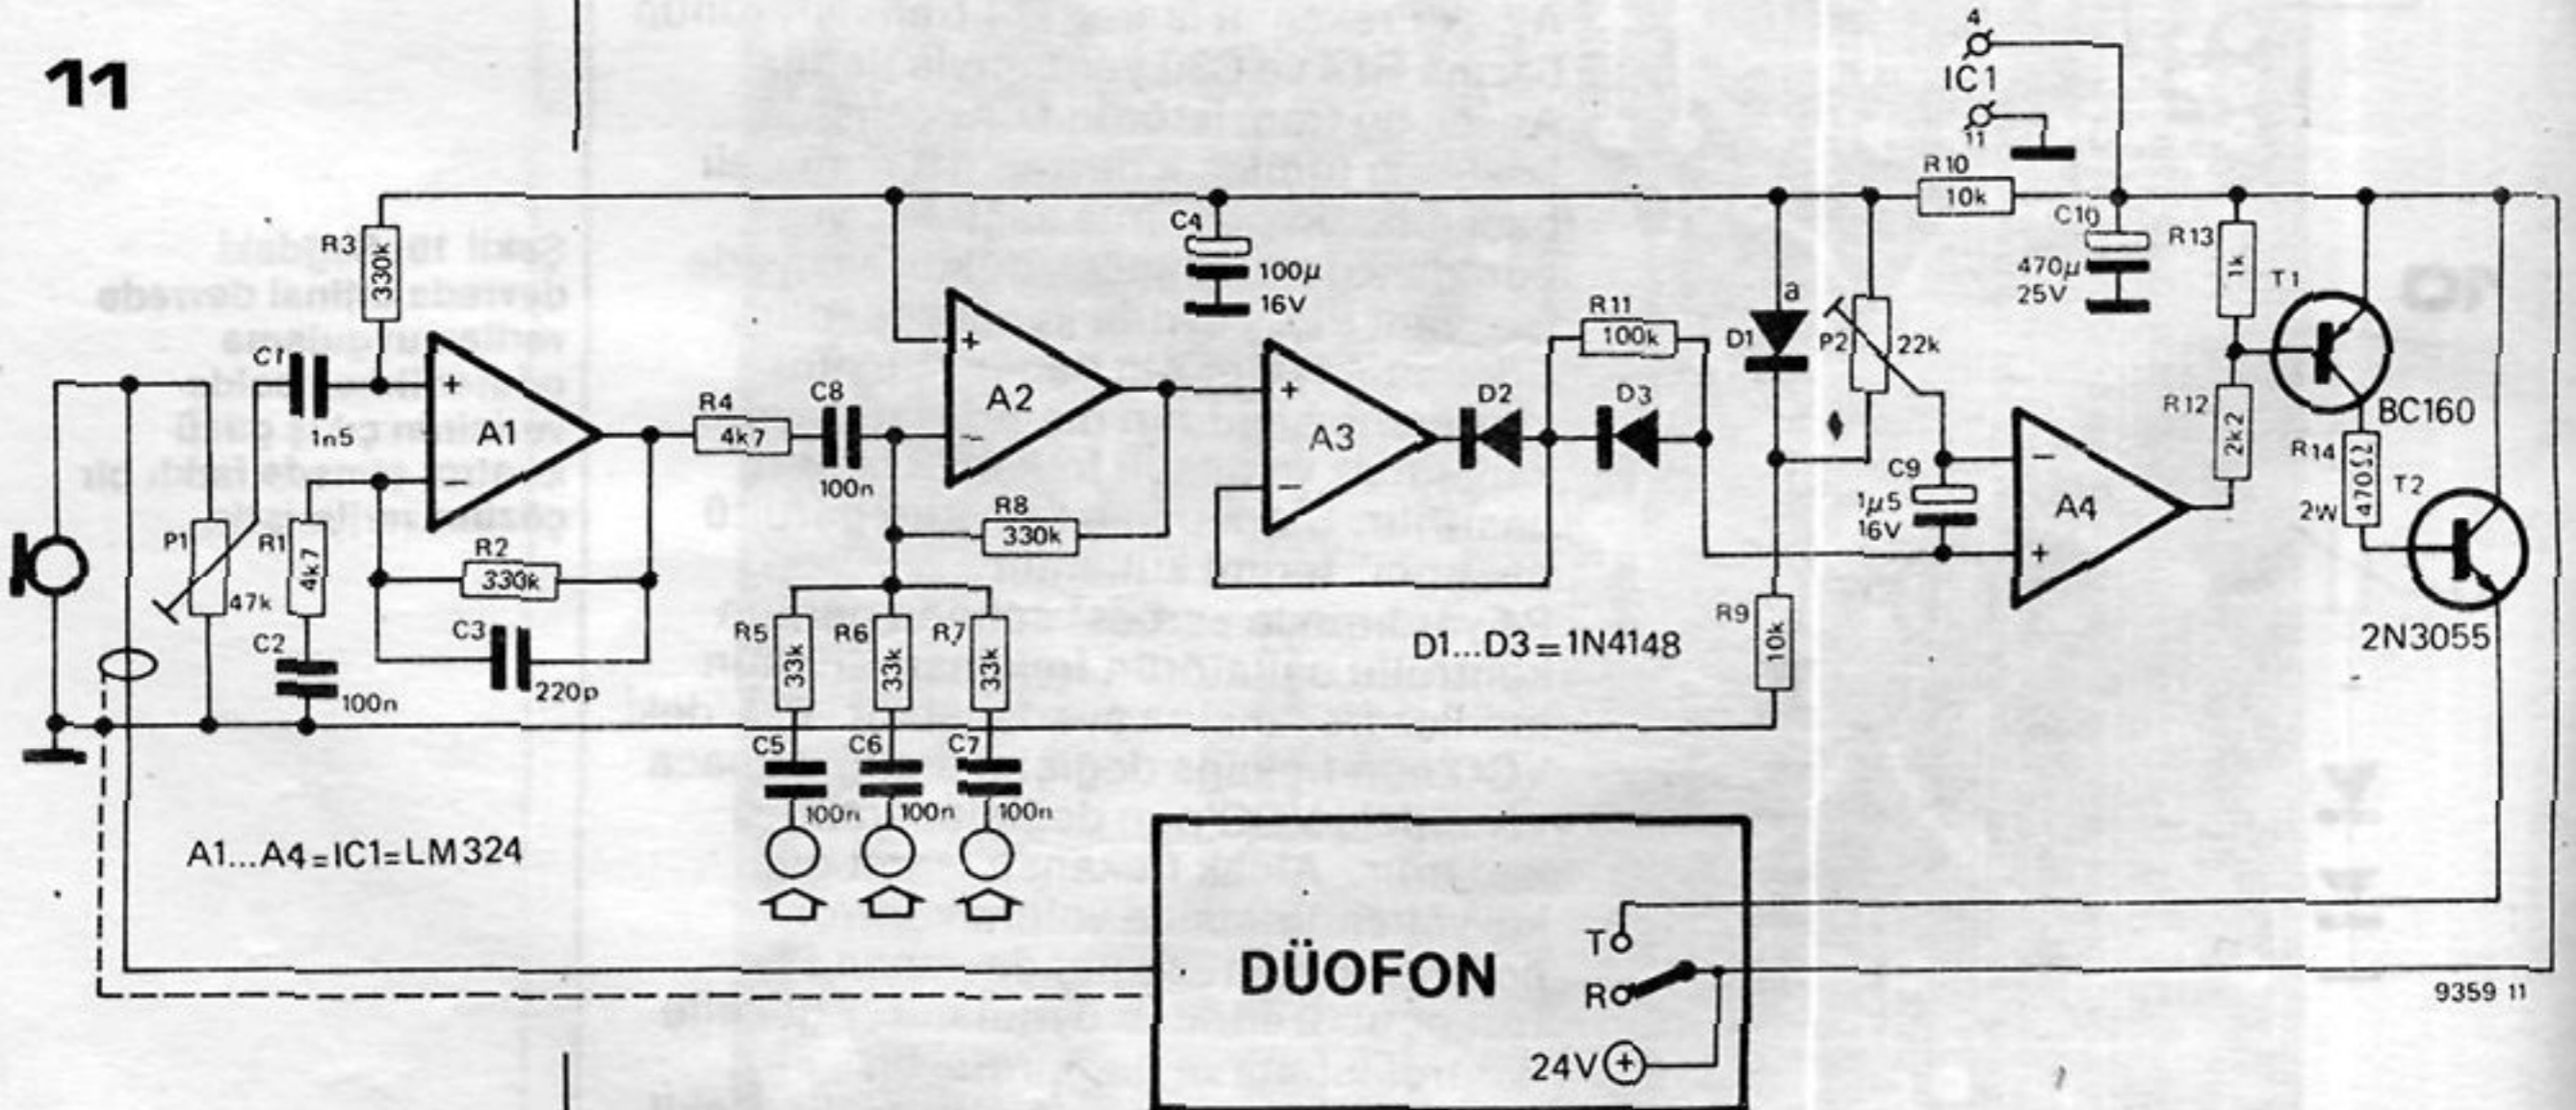 11
4
IC1
11
R10
10k
R3
330k
C4
100µ
16V
C10
470µ
25V
R13
1k
T1
BC160
a
D1
P2
22k
R11
100k
C1
1n5
+
A1
−
R4
4k7
C8
100n
+
A2
−
+
A3
−
D2
D3
R12
2k2
R14
470Ω
2W
T2
2N3055
C9
1µ5
16V
−
A4
+
P1
47k
R1
4k7
R2
330k
R8
330k
C2
100n
C3
220p
R5
33k
R6
33k
R7
33k
D1...D3=1N4148
R9
10k
C5
100n
C6
100n
C7
100n
A1...A4=IC1=LM324
DÜOFON
T
R
24V +
9359 11